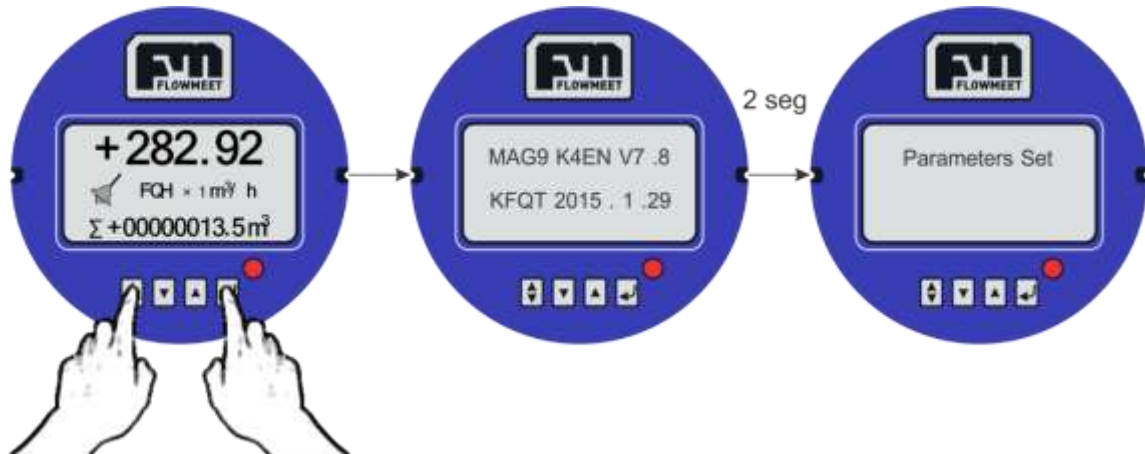 FLOWMEET
+282.92
FQH × 1 m³/ h
Σ+00000013.5m³
FLOWMEET
MAG9 K4EN V7 .8
KFQT 2015 . 1 .29
2 seg
FLOWMEET
Parameters Set